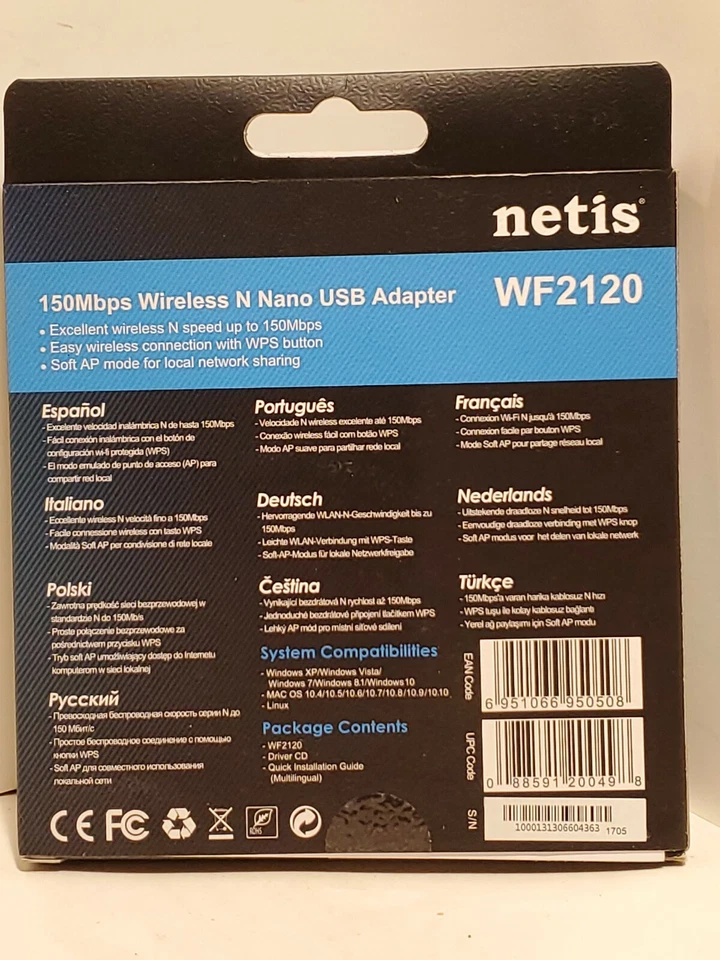 netis®
150Mbps Wireless N Nano USB Adapter
WF2120
• Excellent wireless N speed up to 150Mbps
• Easy wireless connection with WPS button
• Soft AP mode for local network sharing
Español
- Excelente velocidad inalámbrica N de hasta 150Mbps
- Fácil conexión inalámbrica con el botón de
configuración wi-fi protegida (WPS)
- El modo emulado de punto de acceso (AP) para
compartir red local
Português
- Velocidade N wireless excelente até 150Mbps
- Conexão wireless fácil com botão WPS
- Modo AP suave para partilhar rede local
Français
- Connexion Wi-Fi N jusqu'à 150Mbps
- Connexion facile par bouton WPS
- Mode Soft AP pour partage réseau local
Italiano
- Eccellente wireless N velocità fino a 150Mbps
- Facile connessione wireless con tasto WPS
- Modalità Soft AP per condivisione di rete locale
Deutsch
- Hervorragende WLAN-N-Geschwindigkeit bis zu
150Mbps
- Leichte WLAN-Verbindung mit WPS-Taste
- Soft-AP-Modus für lokale Netzwerkfreigabe
Nederlands
- Uitstekende draadloze N snelheid tot 150Mbps
- Eenvoudige draadloze verbinding met WPS knop
- Soft AP modus voor het delen van lokale netwerk
Polski
- Zawrotna prędkość sieci bezprzewodowej w
standardzie N do 150Mb/s
- Proste połączenie bezprzewodowe za
pośrednictwem przycisku WPS
- Tryb soft AP umożliwiający dostęp do Internetu
komputerom w sieci lokalnej
Čeština
- Vynikající bezdrátová N rychlost až 150Mbps
- Jednoduché bezdrátové připojení tlačítkem WPS
- Lehký AP mód pro místní síťové sdílení
Türkçe
- 150Mbps'a varan harika kablosuz N hızı
- WPS tuşu ile kolay kablosuz bağlantı
- Yerel ağ paylaşımı için Soft AP modu
Русский
- Превосходная беспроводная скорость серии N до
150 Мбит/с
- Простое беспроводное соединение с помощью
кнопки WPS
- Soft AP для совместного использования
локальной сети
System Compatibilities
- Windows XP/Windows Vista/
Windows 7/Windows 8.1/Windows 10
- MAC OS 10.4/10.5/10.6/10.7/10.8/10.9/10.10
- Linux
Package Contents
- WF2120
- Driver CD
- Quick Installation Guide
(Multilingual)
EAN Code
6 951066 950508
UPC Code
0 88591 20049 8
S/N
1000131306604363 1705
CE FC
ROHS